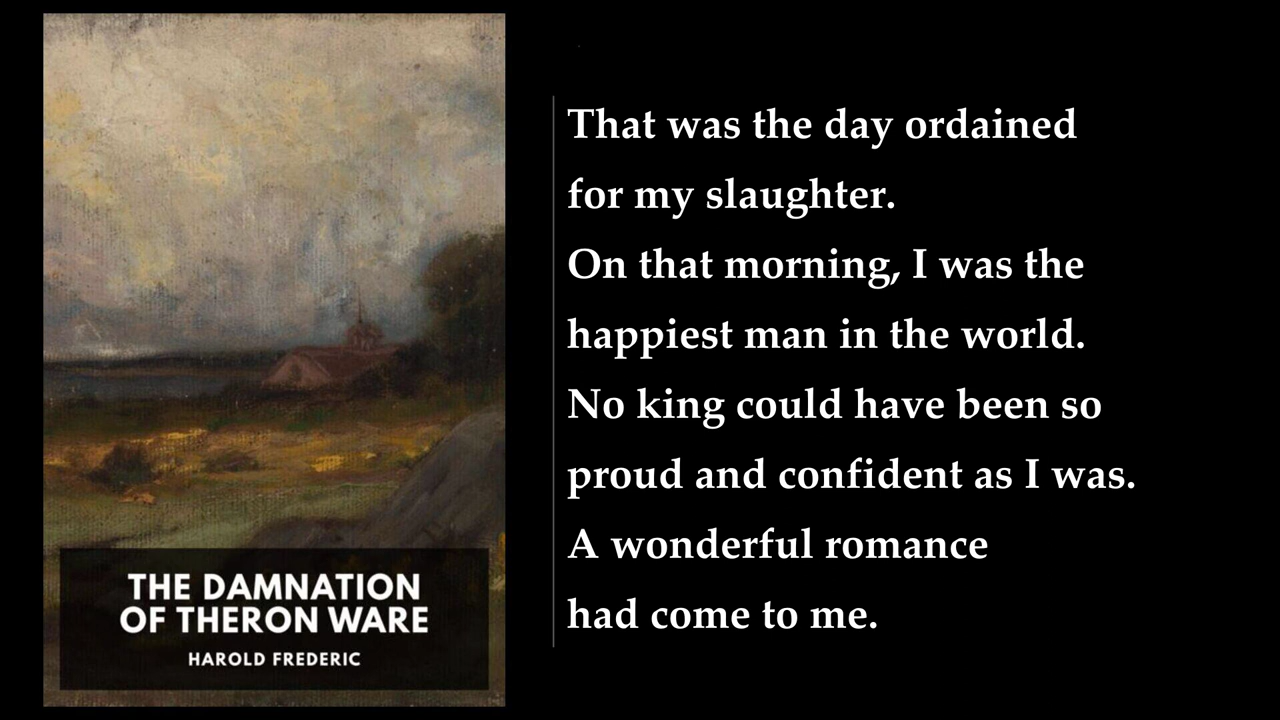 THE DAMNATION
OF THERON WARE
HAROLD FREDERIC
That was the day ordained
for my slaughter.
On that morning, I was the
happiest man in the world.
No king could have been so
proud and confident as I was.
A wonderful romance
had come to me.